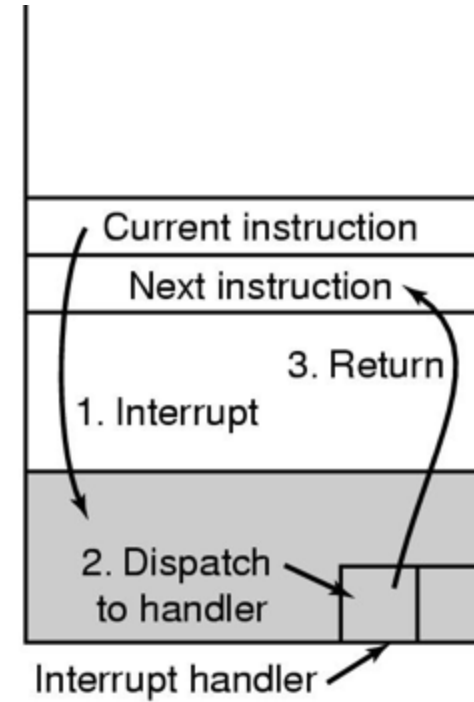 Current instruction
Next instruction
3. Return
1. Interrupt
2. Dispatch
to handler
Interrupt handler